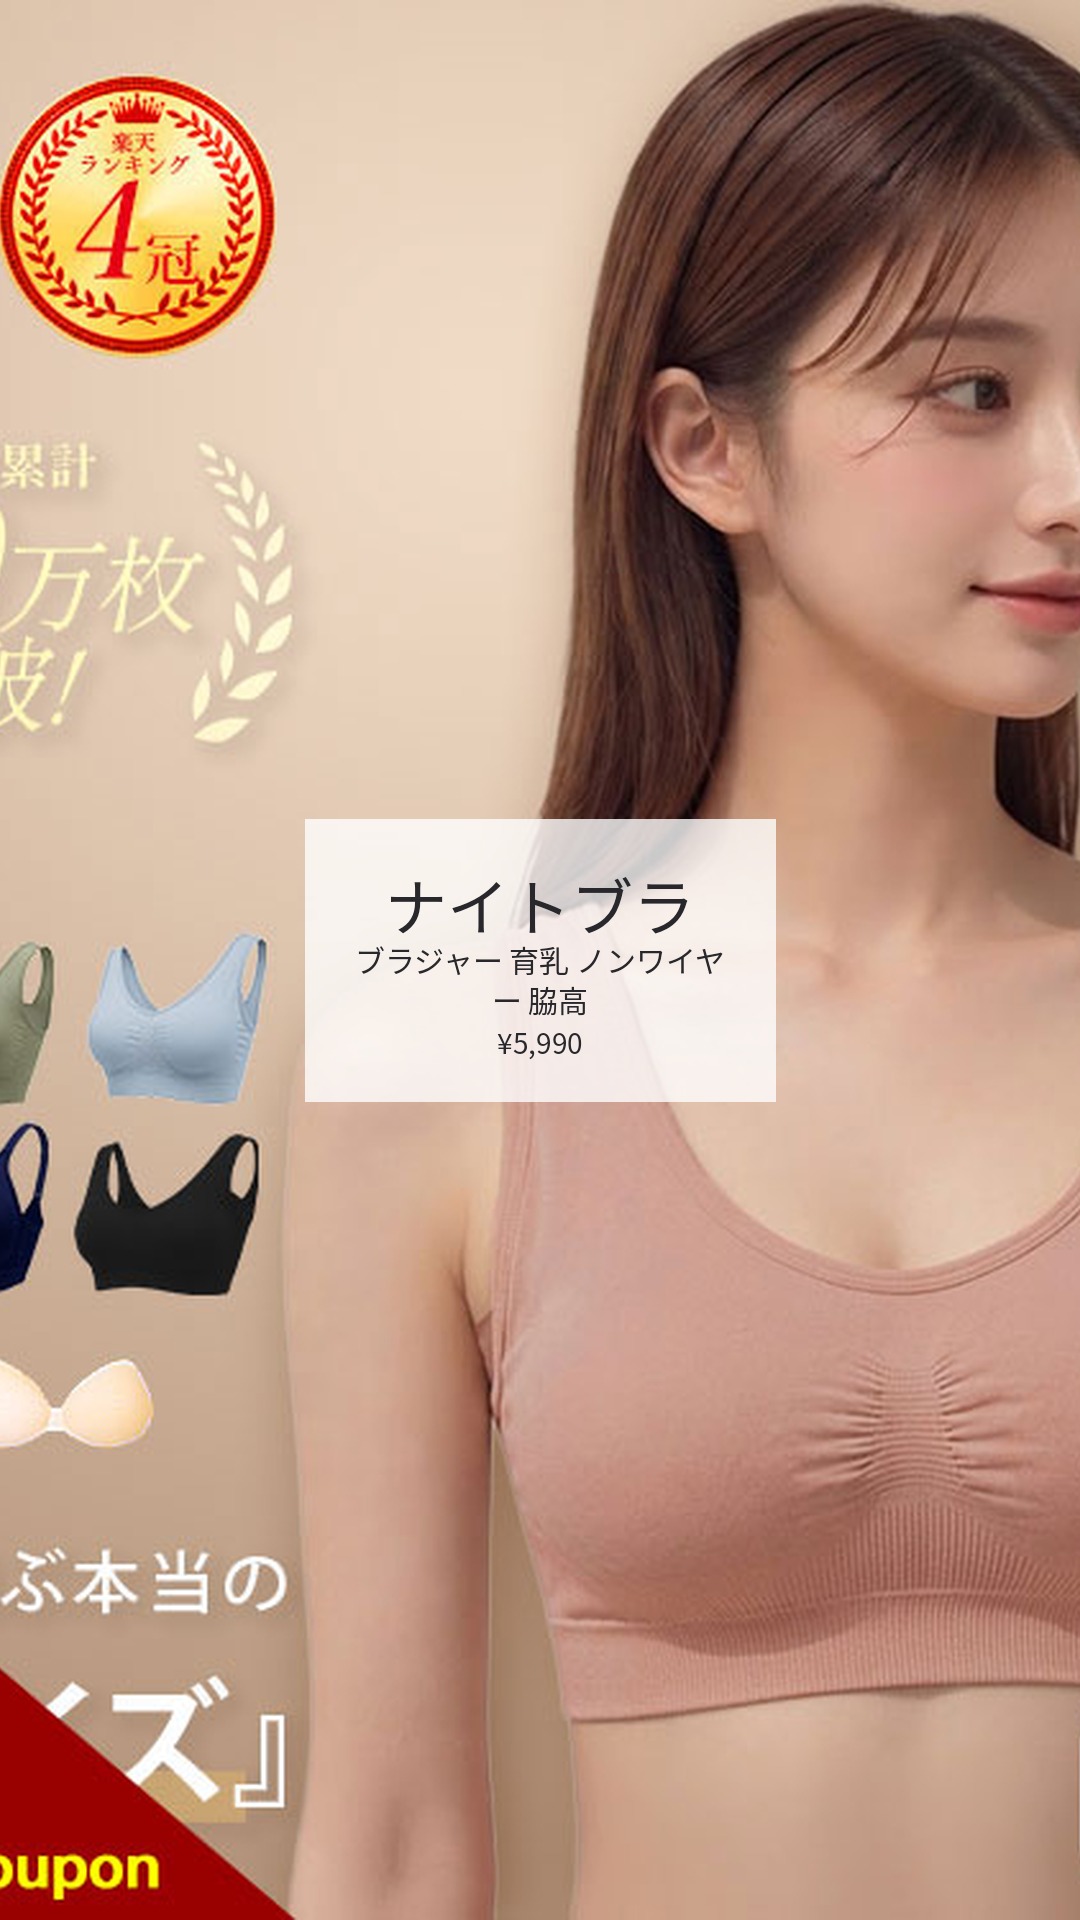 楽天
ランキング
4冠
累計
万枚
破!
ナイトブラ
ブラジャー 育乳 ノンワイヤ
ー 脇高
¥5,990
ぶ本当の
イズ』
oupon